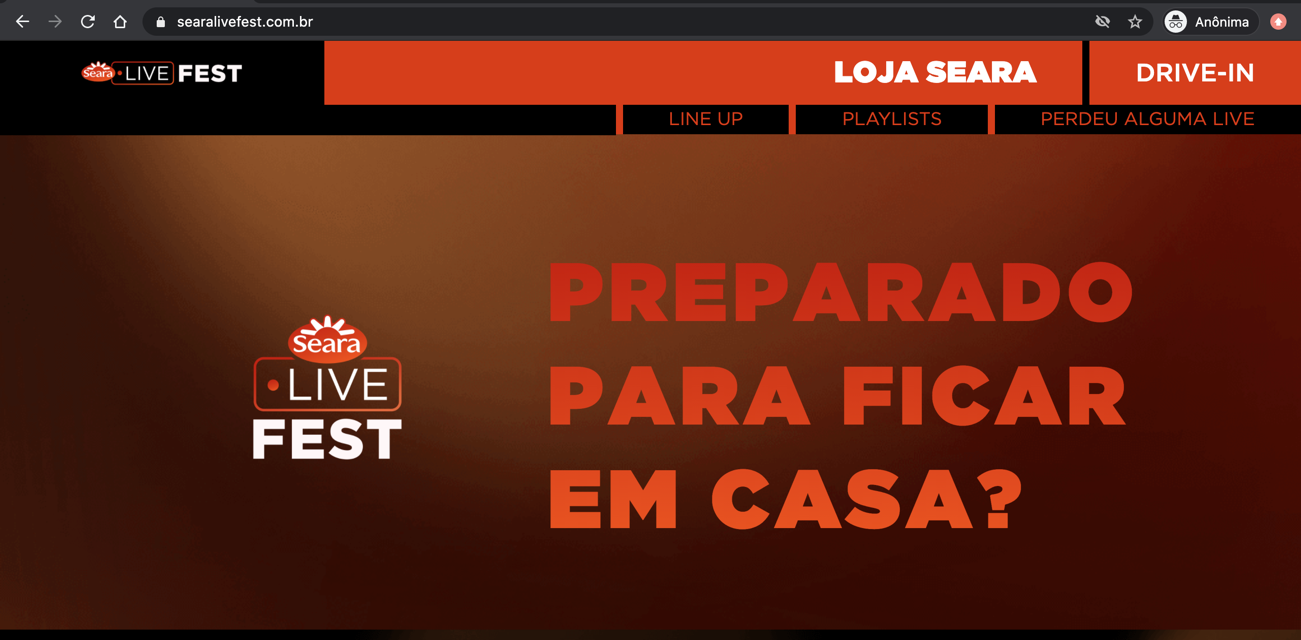 searalivefest.com.br
Anônima
Seara LIVE FEST
LOJA SEARA
DRIVE-IN
LINE UP
PLAYLISTS
PERDEU ALGUMA LIVE
Seara
LIVE
FEST
PREPARADO
PARA FICAR
EM CASA?